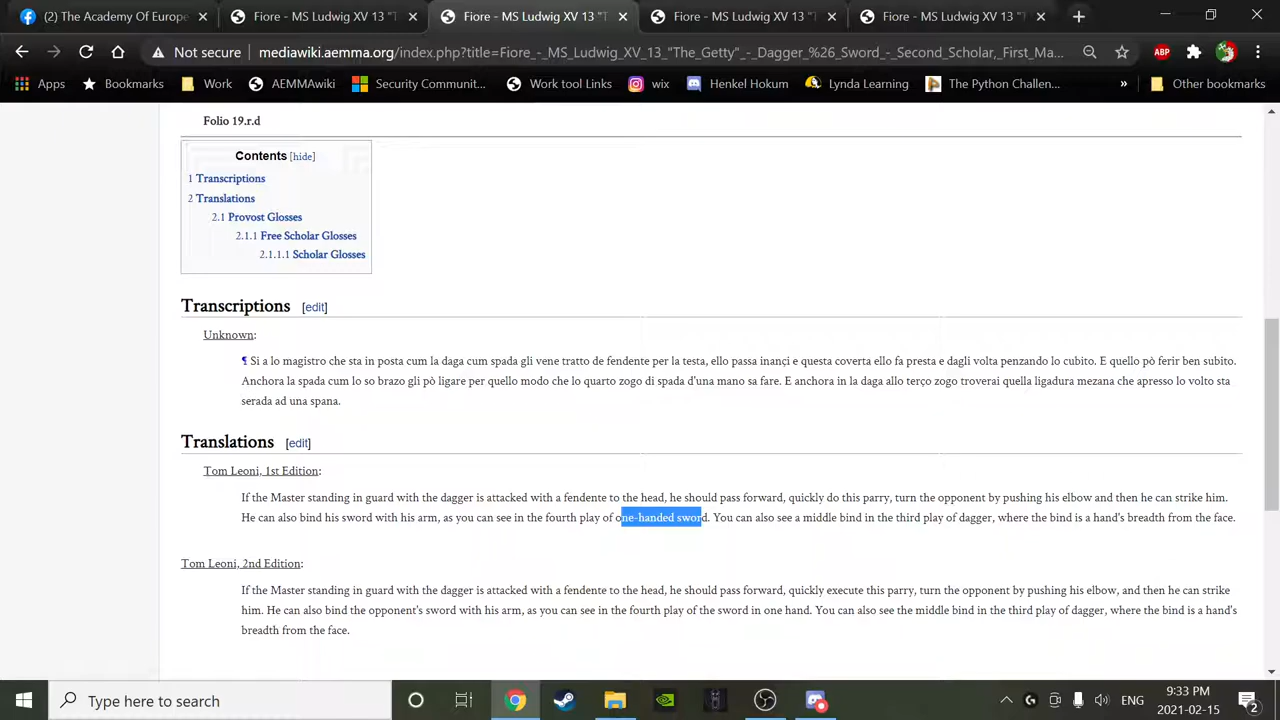 (2) The Academy Of Europe
Fiore - MS Ludwig XV 13 "T
Fiore - MS Ludwig XV 13 "T
Fiore - MS Ludwig XV 13 "T
Fiore - MS Ludwig XV 13 "T
Not secure
mediawiki.aemma.org/index.php?title=Fiore_-_MS_Ludwig_XV_13_"The_Getty"_-_Dagger_%26_Sword_-_Second_Scholar,_First_Ma...
ABP
Apps
Bookmarks
Work
AEMMAwiki
Security Communit...
Work tool Links
wix
Henkel Hokum
Lynda Learning
The Python Challen...
»
Other bookmarks
Folio 19.r.d
Contents [hide]
1 Transcriptions
2 Translations
2.1 Provost Glosses
2.1.1 Free Scholar Glosses
2.1.1.1 Scholar Glosses
Transcriptions [edit]
Unknown:
¶ Si a lo magistro che sta in posta cum la daga cum spada gli vene tratto de fendente per la testa, ello passa inançi e questa coverta ello fa presta e dagli volta penzando lo cubito. E quello pò ferir ben subito.
Anchora la spada cum lo so brazo gli pò ligare per quello modo che lo quarto zogo di spada d'una mano sa fare. E anchora in la daga allo terço zogo troverai quella ligadura mezana che apresso lo volto sta
serada ad una spana.
Translations [edit]
Tom Leoni, 1st Edition:
If the Master standing in guard with the dagger is attacked with a fendente to the head, he should pass forward, quickly do this parry, turn the opponent by pushing his elbow and then he can strike him.
He can also bind his sword with his arm, as you can see in the fourth play of one-handed sword. You can also see a middle bind in the third play of dagger, where the bind is a hand's breadth from the face.
Tom Leoni, 2nd Edition:
If the Master standing in guard with the dagger is attacked with a fendente to the head, he should pass forward, quickly execute this parry, turn the opponent by pushing his elbow, and then he can strike
him. He can also bind the opponent's sword with his arm, as you can see in the fourth play of the sword in one hand. You can also see the middle bind in the third play of dagger, where the bind is a hand's
breadth from the face.
Type here to search
ENG
9:33 PM
2021-02-15
2